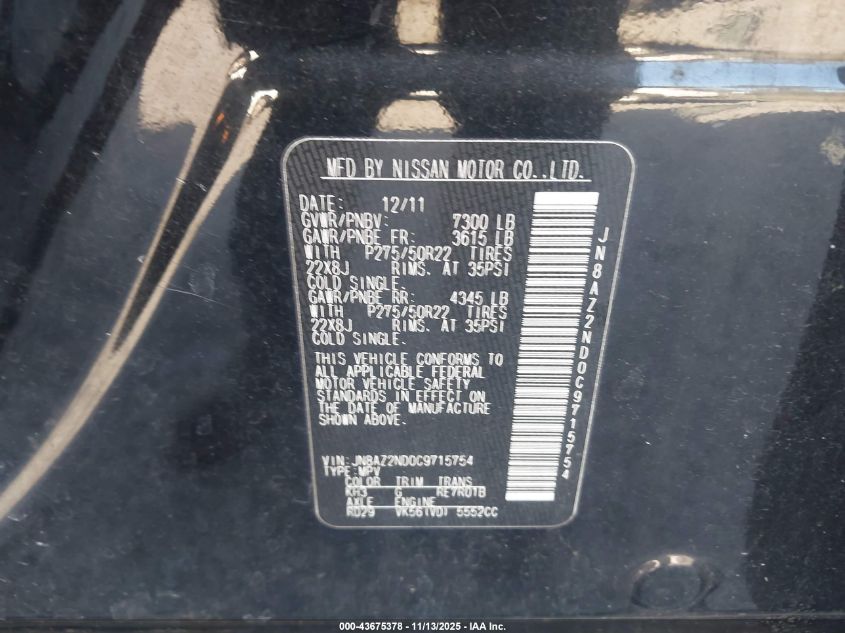 MFD BY NISSAN MOTOR CO.,LTD.
DATE: 12/11
GVWR/PNBV: 7300 LB
GAWR/PNBE FR: 3615 LB
WITH P275/50R22 TIRES
22X8J RIMS. AT 35PSI
COLD SINGLE.
GAWR/PNBE RR: 4345 LB
WITH P275/50R22 TIRES
22X8J RIMS. AT 35PSI
COLD SINGLE.
THIS VEHICLE CONFORMS TO
ALL APPLICABLE FEDERAL
MOTOR VEHICLE SAFETY
STANDARDS IN EFFECT ON
THE DATE OF MANUFACTURE
SHOWN ABOVE.
VIN: JN8AZ2ND0C9715754
TYPE: MPV
COLOR TRIM TRANS
KH3 G RE7R01B
AXLE ENGINE
RD29 VK56(VD) 5552CC
JN8AZ2ND0C9715754
000-43675378 - 11/13/2025 - IAA Inc.